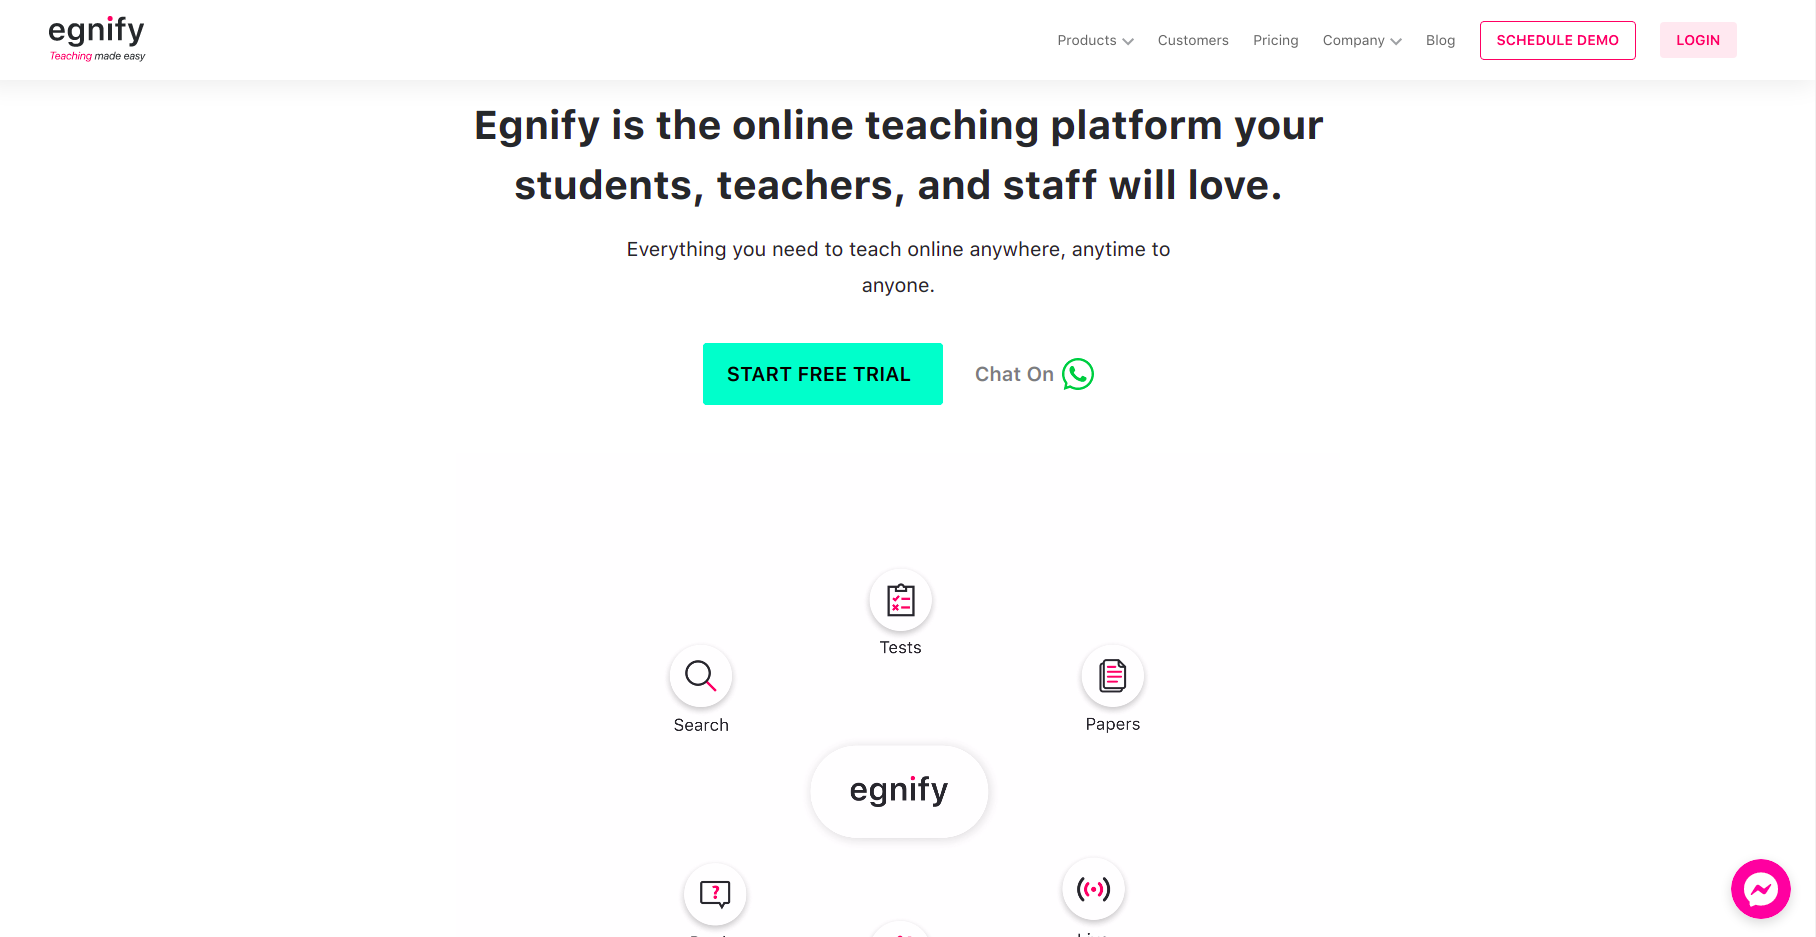 egnify
Teaching made easy
Products
Customers
Pricing
Company
Blog
SCHEDULE DEMO
LOGIN
Egnify is the online teaching platform your
students, teachers, and staff will love.
Everything you need to teach online anywhere, anytime to
anyone.
START FREE TRIAL
Chat On
Tests
Search
Papers
egnify